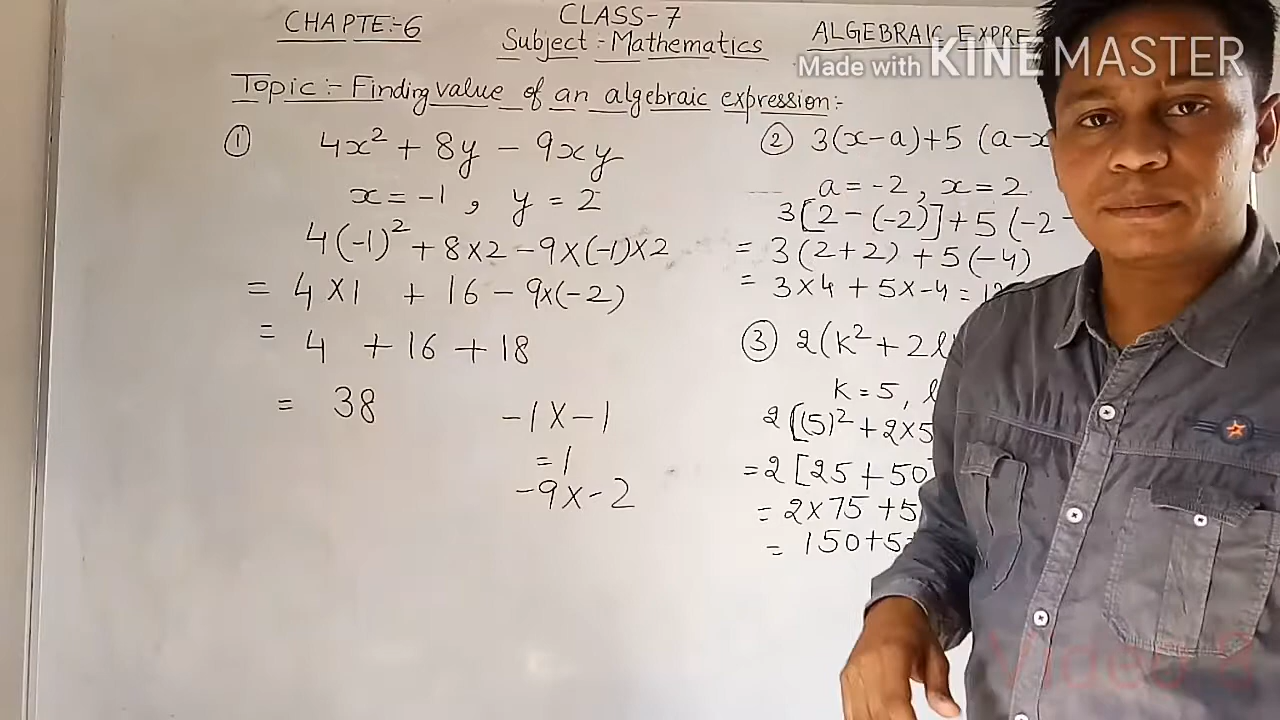 CHAPTE:-6
CLASS-7
Subject:-Mathematics
ALGEBRAIC EXPRE
Made with KINEMASTER
Topic:- Finding value of an algebraic expression:-
① 4x² + 8y - 9xy
x = -1 , y = 2
4(-1)² + 8×2 - 9×(-1)×2
= 4 × 1 + 16 - 9×(-2)
= 4 + 16 + 18
= 38
-1 × -1
= 1
-9 × -2
② 3(x-a)+5 (a-x
a = -2 , x = 2
3[2-(-2)]+5(-2-
= 3(2+2) + 5(-4)
= 3×4 + 5×-4 = 12
③ 2(k² + 2l
k = 5, l
2[(5)² + 2×5
= 2 [25 + 50
= 2×75 + 5
= 150+5
Video 8